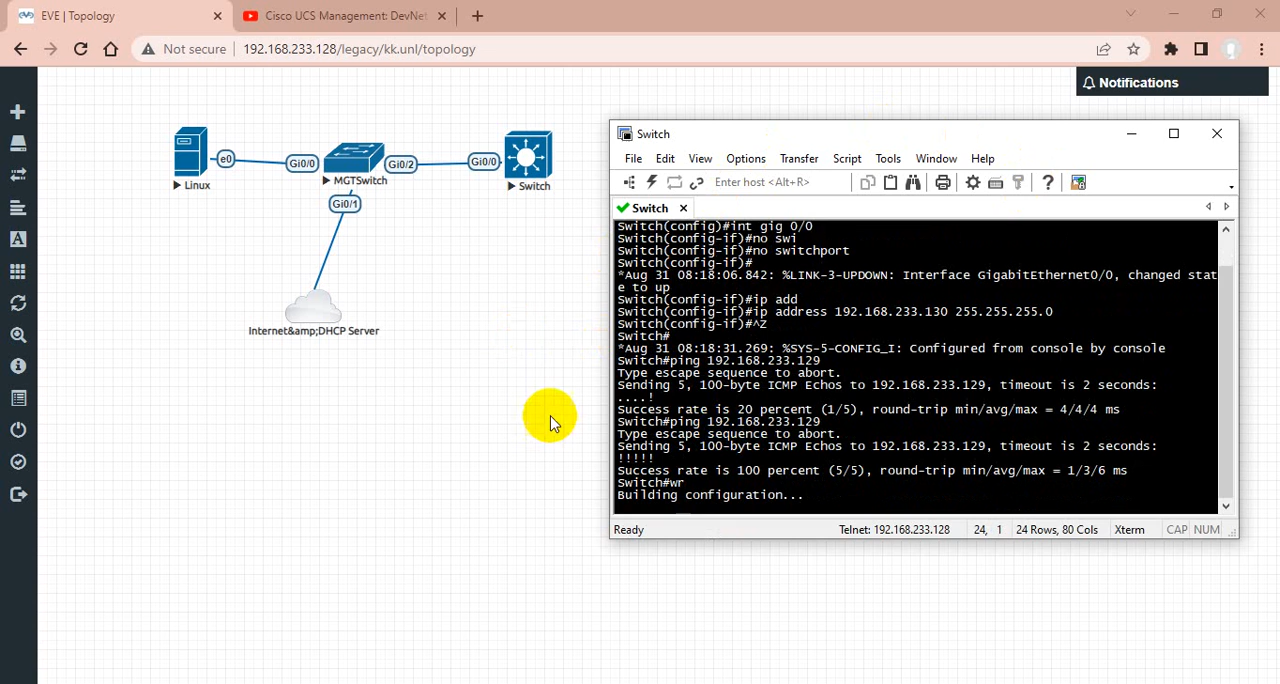 EVE | Topology
Cisco UCS Management: DevNet
Not secure
192.168.233.128/legacy/kk.unl/topology
Notifications
e0
Gi0/0
Gi0/2
Gi0/0
Linux
MGTSwitch
Switch
Gi0/1
Internet&amp;DHCP Server
Switch
File Edit View Options Transfer Script Tools Window Help
Enter host <Alt+R>
Switch
Switch(config)#int gig 0/0
Switch(config-if)#no swi
Switch(config-if)#no switchport
Switch(config-if)#
*Aug 31 08:18:06.842: %LINK-3-UPDOWN: Interface GigabitEthernet0/0, changed stat
e to up
Switch(config-if)#ip add
Switch(config-if)#ip address 192.168.233.130 255.255.255.0
Switch(config-if)#^Z
Switch#
*Aug 31 08:18:31.269: %SYS-5-CONFIG_I: Configured from console by console
Switch#ping 192.168.233.129
Type escape sequence to abort.
Sending 5, 100-byte ICMP Echos to 192.168.233.129, timeout is 2 seconds:
....!
Success rate is 20 percent (1/5), round-trip min/avg/max = 4/4/4 ms
Switch#ping 192.168.233.129
Type escape sequence to abort.
Sending 5, 100-byte ICMP Echos to 192.168.233.129, timeout is 2 seconds:
!!!!!
Success rate is 100 percent (5/5), round-trip min/avg/max = 1/3/6 ms
Switch#wr
Building configuration...
Ready
Telnet: 192.168.233.128
24, 1
24 Rows, 80 Cols
Xterm
CAP NUM